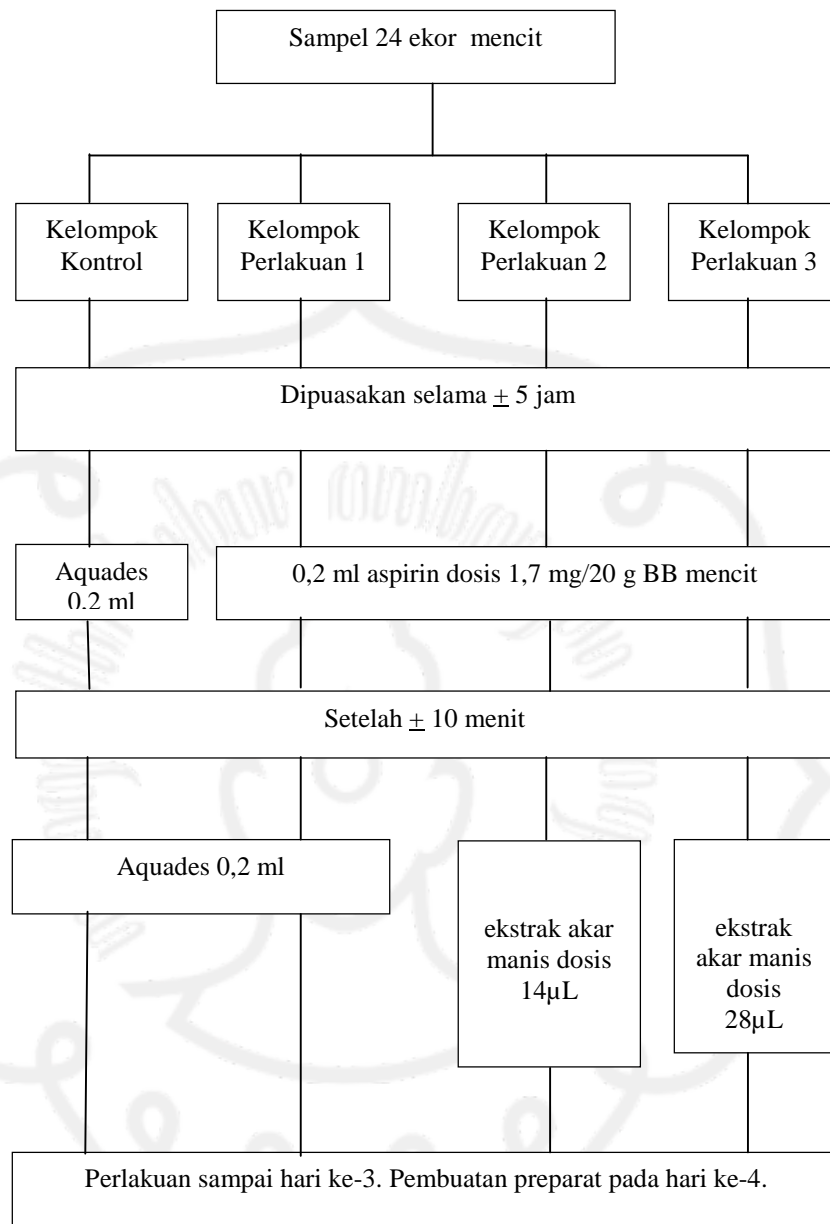 Sampel 24 ekor mencit
Kelompok
Kontrol
Kelompok
Perlakuan 1
Kelompok
Perlakuan 2
Kelompok
Perlakuan 3
Dipuasakan selama ± 5 jam
Aquades
0,2 ml
0,2 ml aspirin dosis 1,7 mg/20 g BB mencit
Setelah ± 10 menit
Aquades 0,2 ml
ekstrak akar
manis dosis
14µL
ekstrak
akar manis
dosis
28µL
Perlakuan sampai hari ke-3. Pembuatan preparat pada hari ke-4.